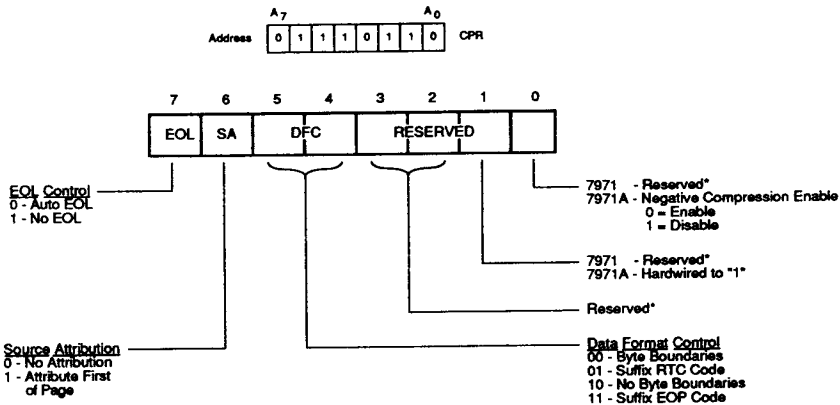 A7 A0
Address 0 1 1 1 0 1 1 0 CPR
7 6 5 4 3 2 1 0
EOL SA DFC RESERVED
EOL Control
0 - Auto EOL
1 - No EOL
7971 - Reserved*
7971A - Negative Compression Enable
0 = Enable
1 = Disable
7971 - Reserved*
7971A - Hardwired to "1"
Reserved*
Source Attribution
0 - No Attribution
1 - Attribute First
of Page
Data Format Control
00 - Byte Boundaries
01 - Suffix RTC Code
10 - No Byte Boundaries
11 - Suffix EOP Code